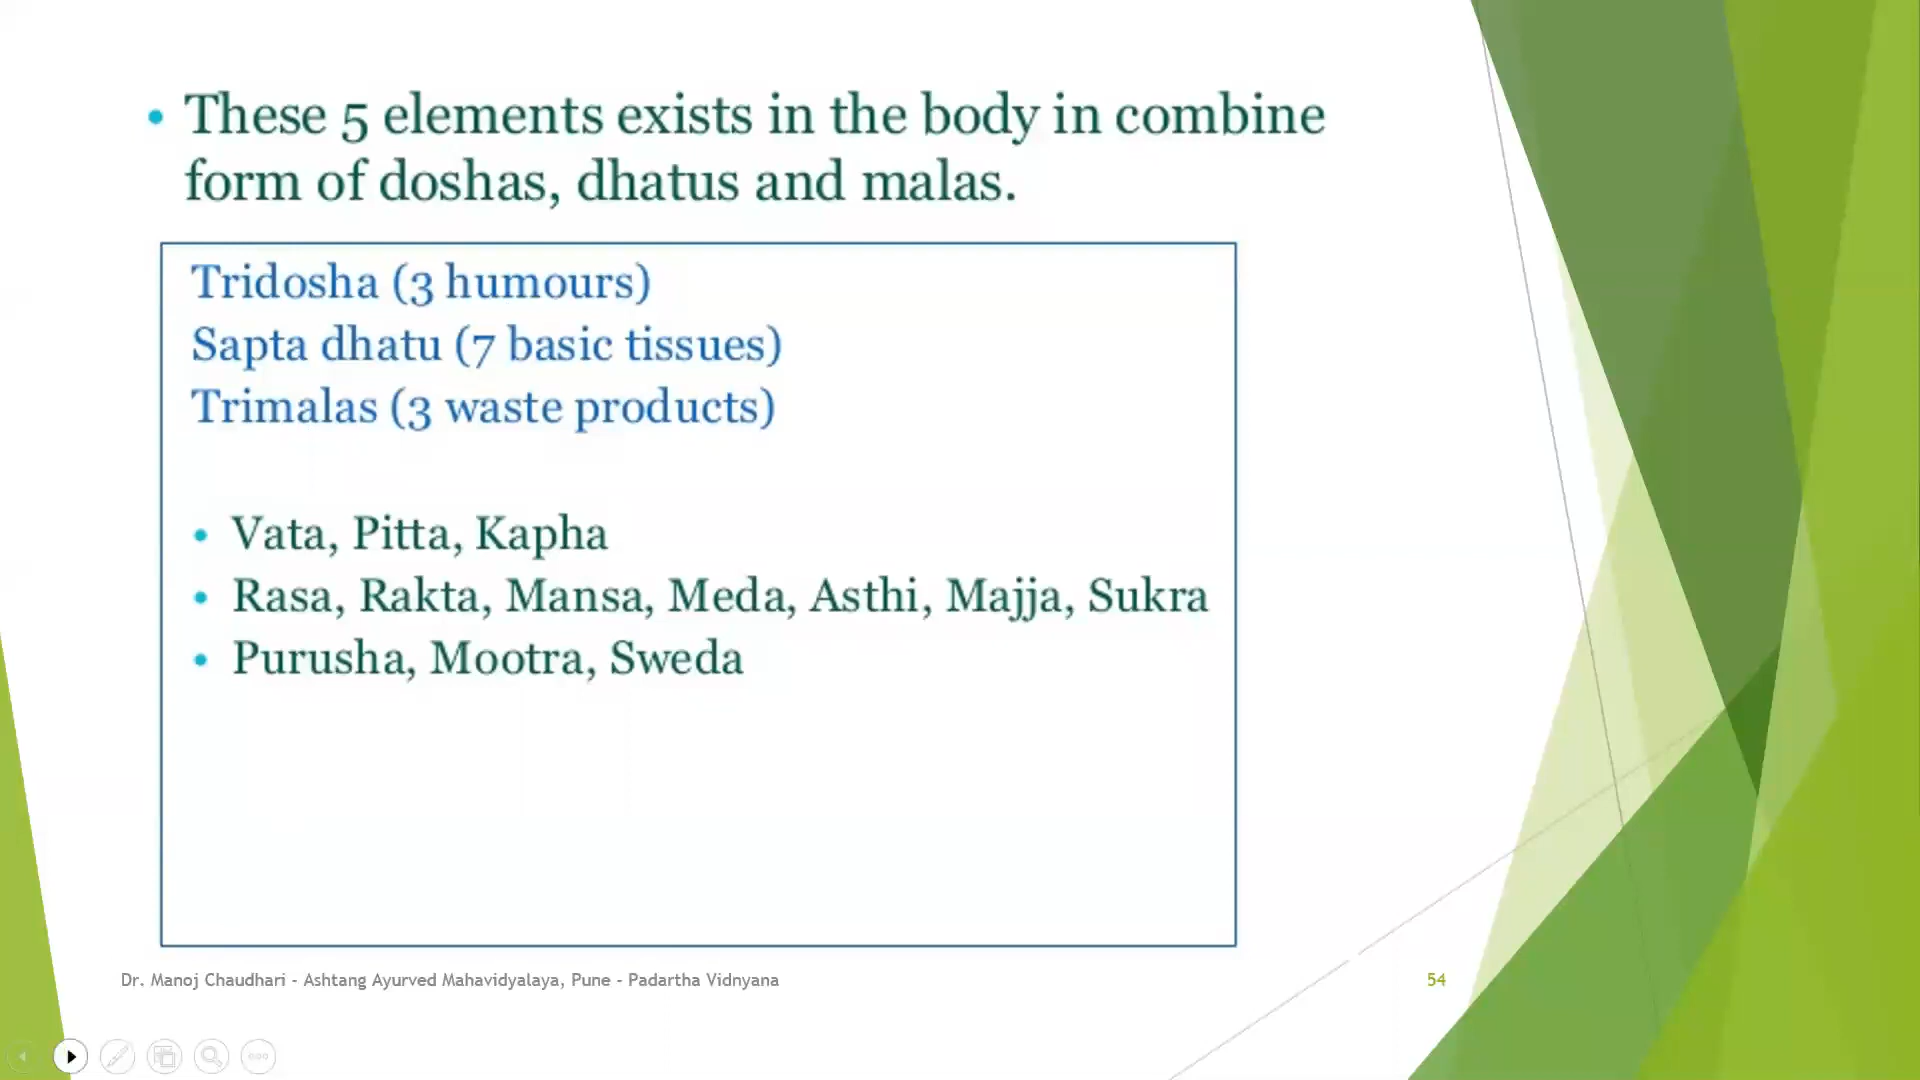 • These 5 elements exists in the body in combine
form of doshas, dhatus and malas.
Tridosha (3 humours)
Sapta dhatu (7 basic tissues)
Trimalas (3 waste products)
• Vata, Pitta, Kapha
• Rasa, Rakta, Mansa, Meda, Asthi, Majja, Sukra
• Purusha, Mootra, Sweda
Dr. Manoj Chaudhari - Ashtang Ayurved Mahavidyalaya, Pune - Padartha Vidnyana
54